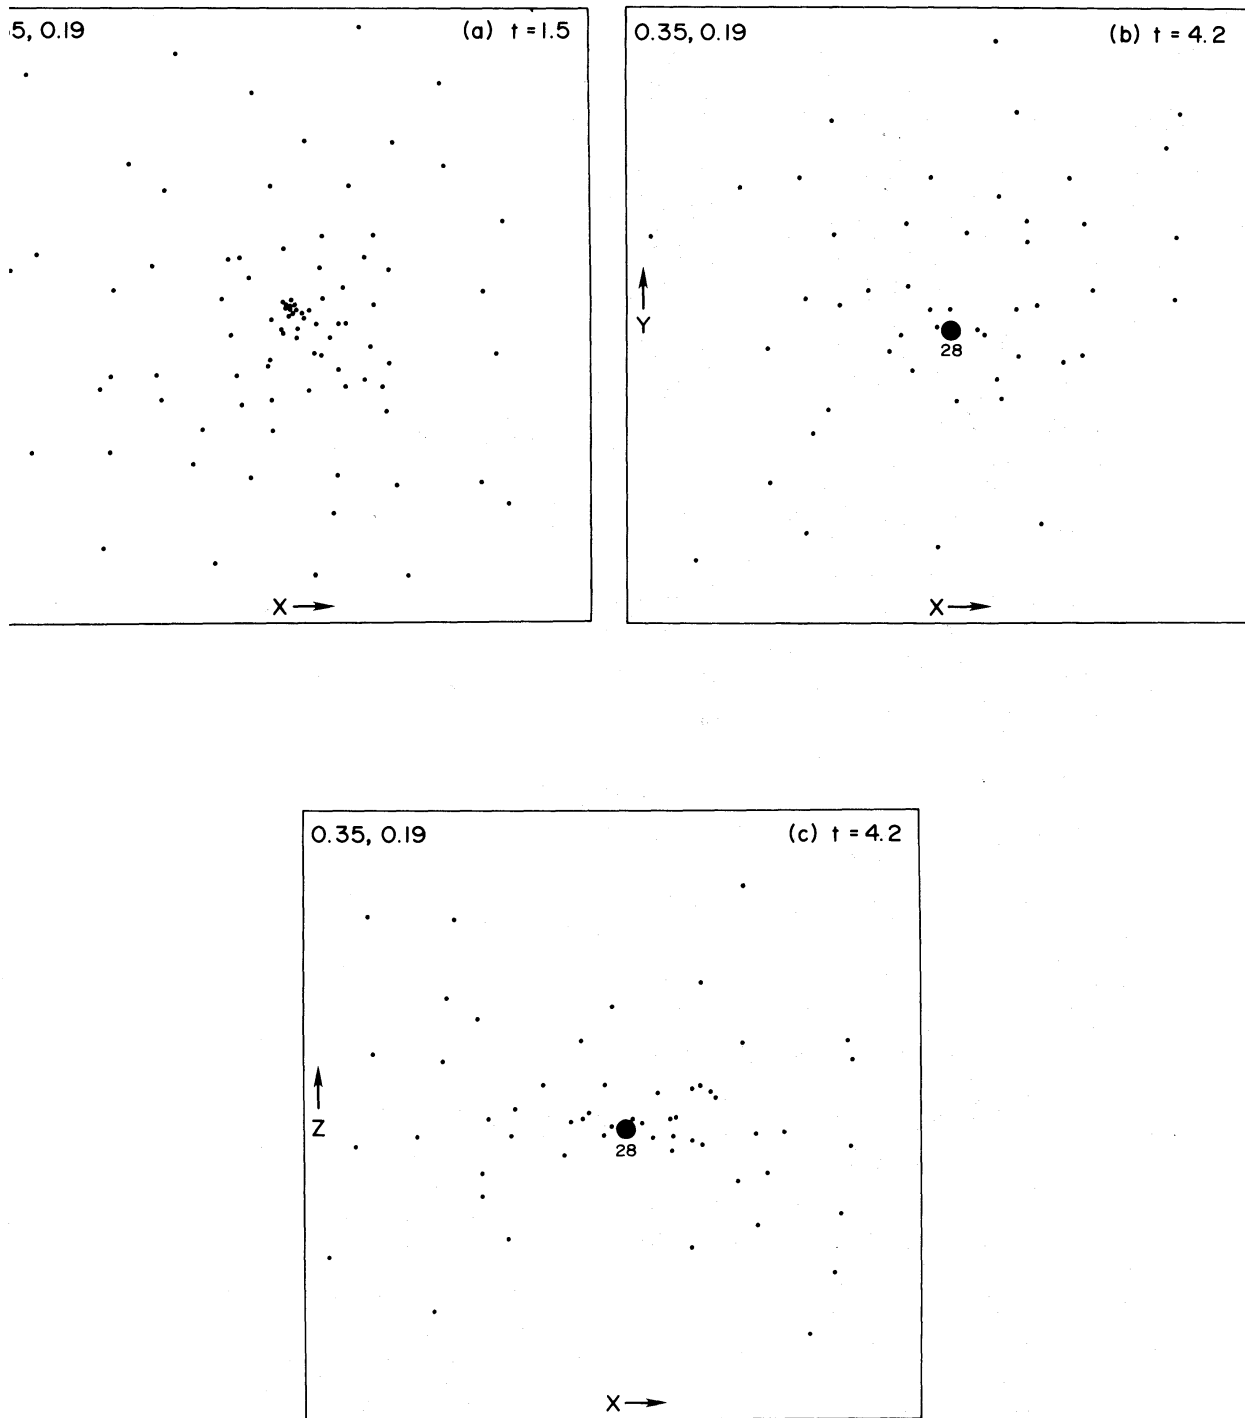 5, 0.19
(a) t = 1.5
X
0.35, 0.19
(b) t = 4.2
Y
28
X
0.35, 0.19
(c) t = 4.2
Z
28
X